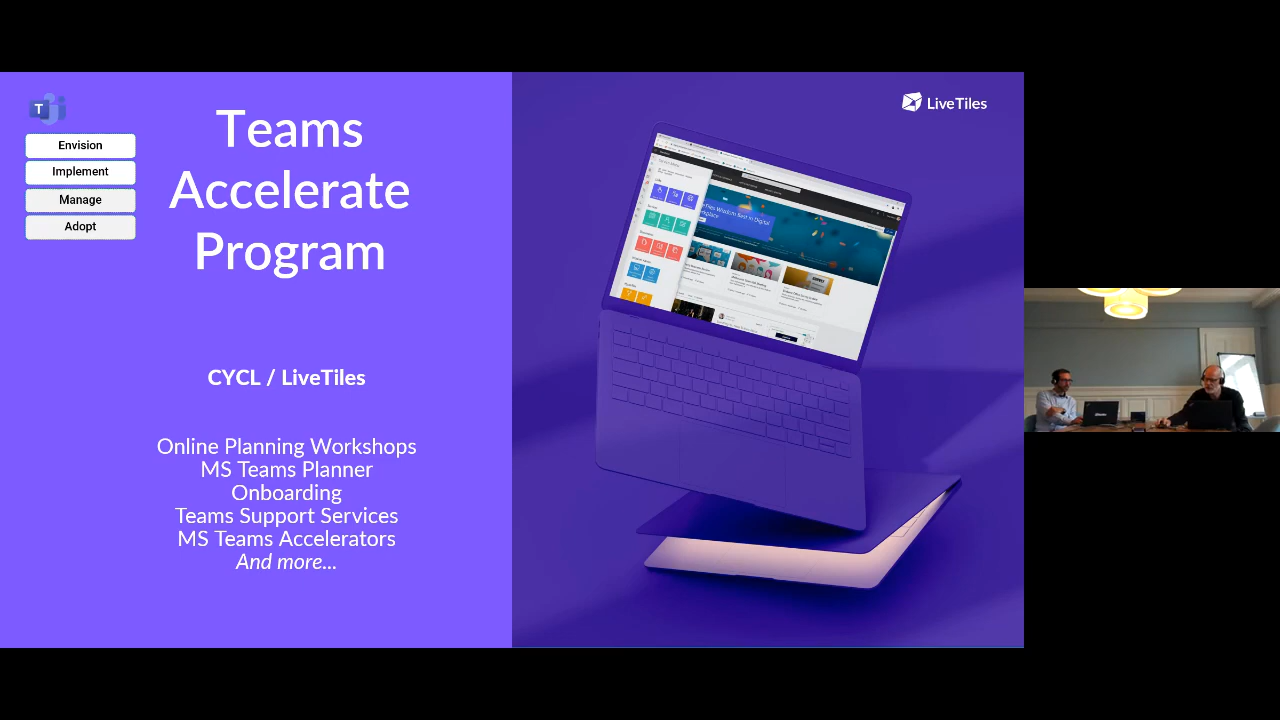 T
Envision
Implement
Manage
Adopt
Teams
Accelerate
Program
CYCL / LiveTiles
Online Planning Workshops
MS Teams Planner
Onboarding
Teams Support Services
MS Teams Accelerators
And more...
LiveTiles